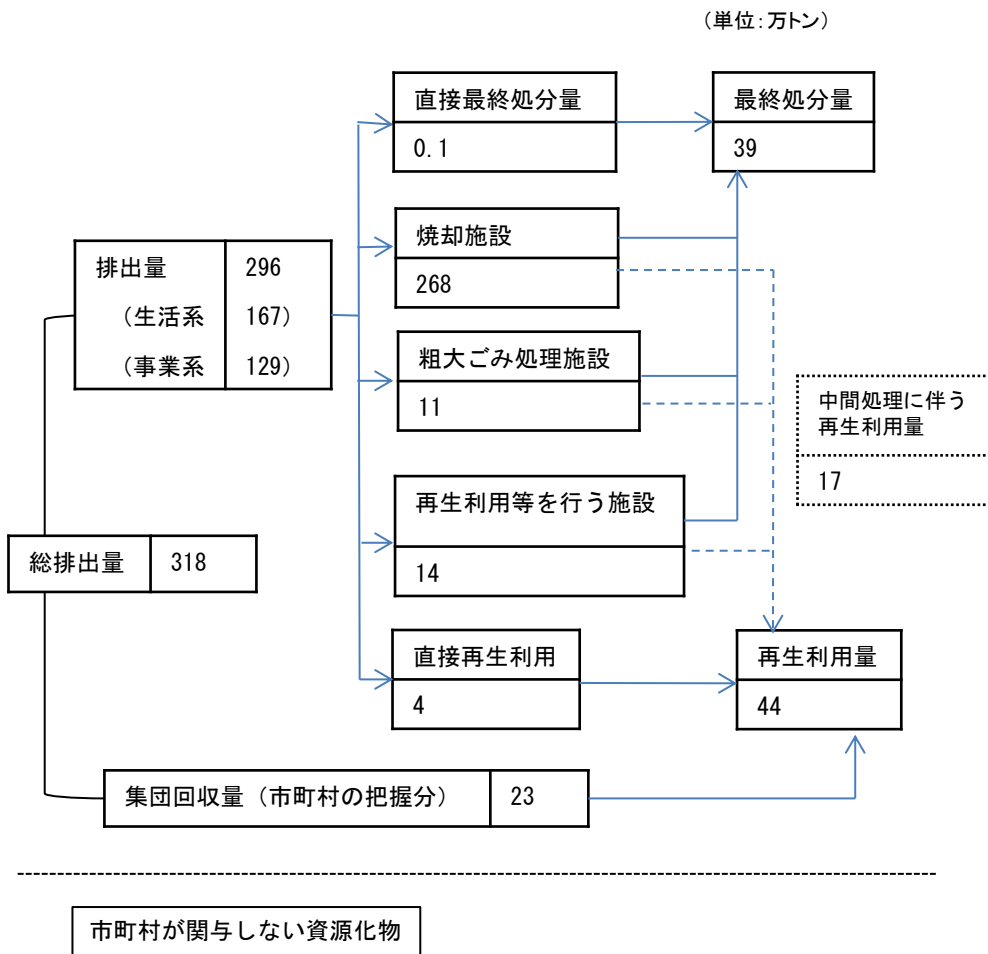 (単位:万トン)
直接最終処分量
0.1
最終処分量
39
焼却施設
268
排出量 296
(生活系 167)
(事業系 129)
粗大ごみ処理施設
11
中間処理に伴う
再生利用量
17
再生利用等を行う施設
14
総排出量 318
直接再生利用
4
再生利用量
44
集団回収量(市町村の把握分) 23
市町村が関与しない資源化物